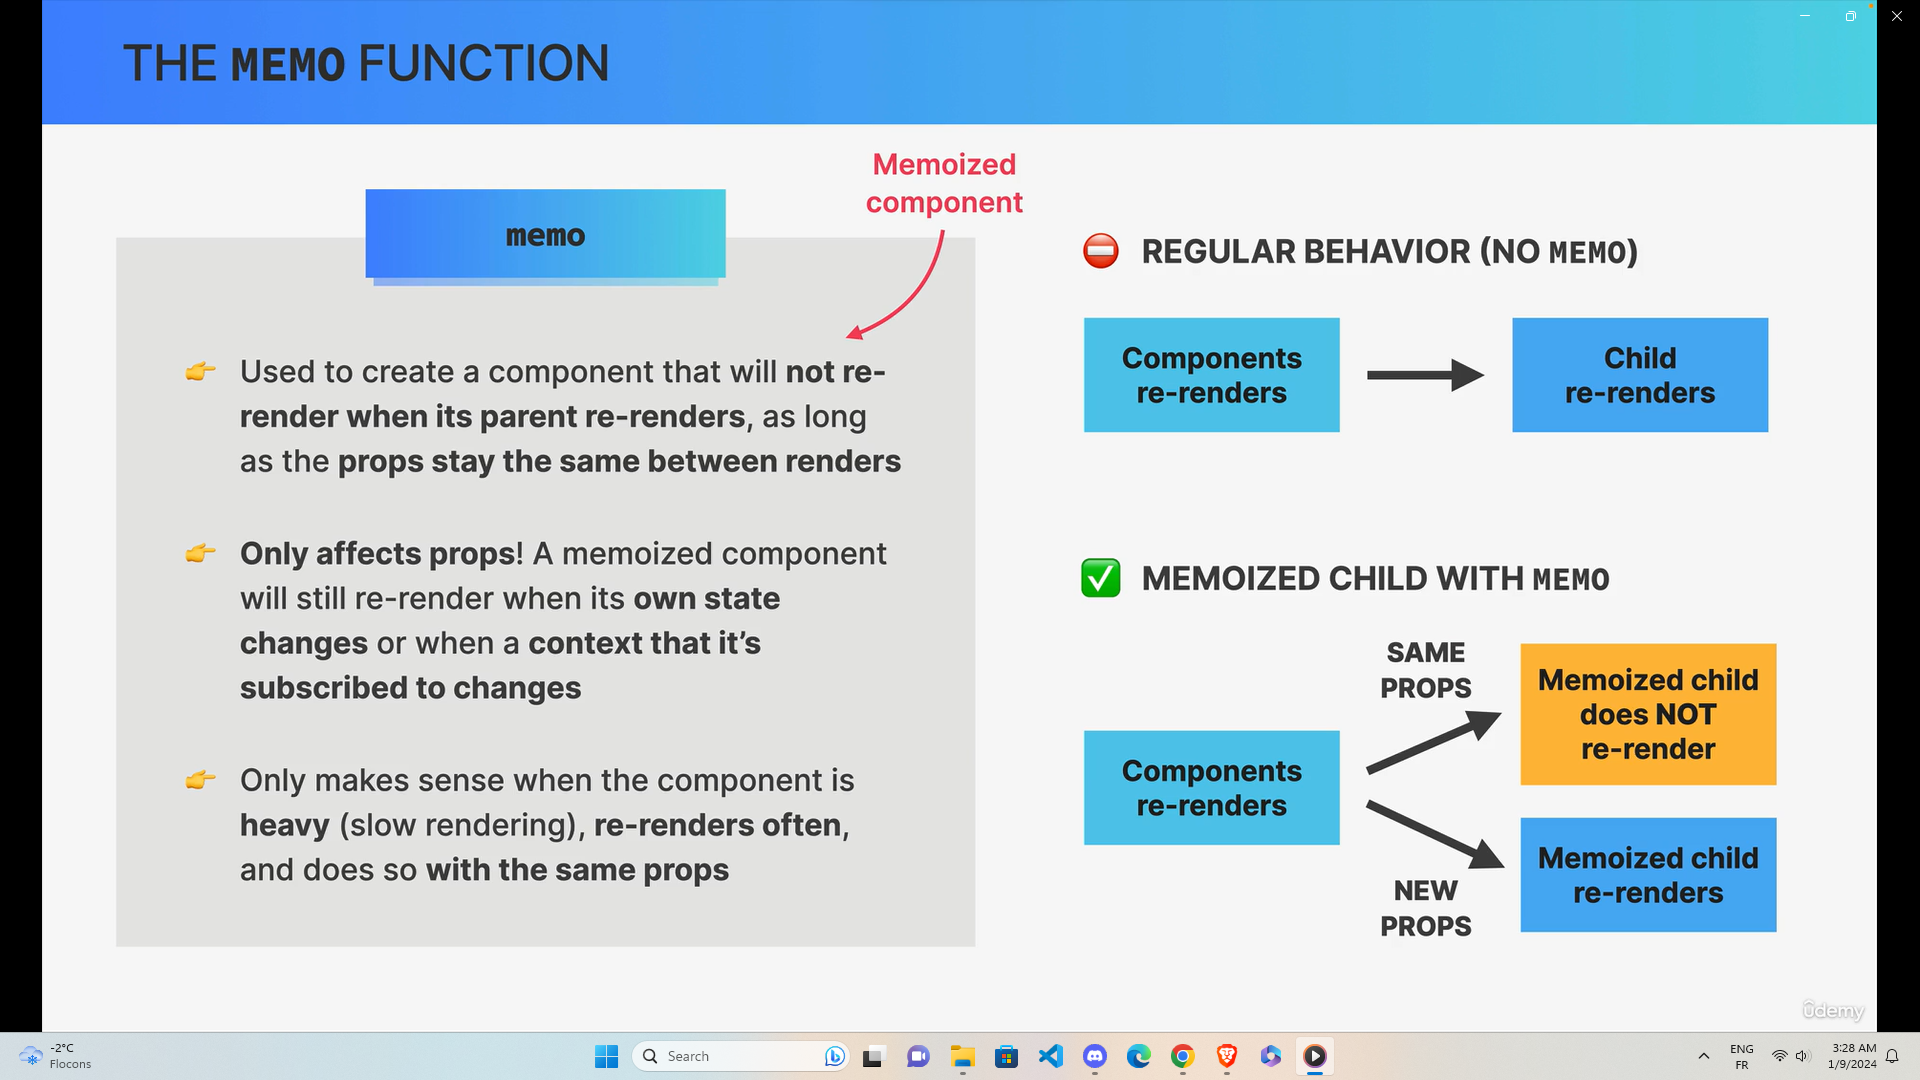 THE MEMO FUNCTION
Memoized
component
memo
Used to create a component that will not re-
render when its parent re-renders, as long
as the props stay the same between renders
Only affects props! A memoized component
will still re-render when its own state
changes or when a context that it's
subscribed to changes
Only makes sense when the component is
heavy (slow rendering), re-renders often,
and does so with the same props
REGULAR BEHAVIOR (NO MEMO)
Components
re-renders
Child
re-renders
MEMOIZED CHILD WITH MEMO
SAME
PROPS
Memoized child
does NOT
re-render
Components
re-renders
Memoized child
re-renders
NEW
PROPS
ûdemy
-2°C
Flocons
Search
ENG
FR
3:28 AM
1/9/2024